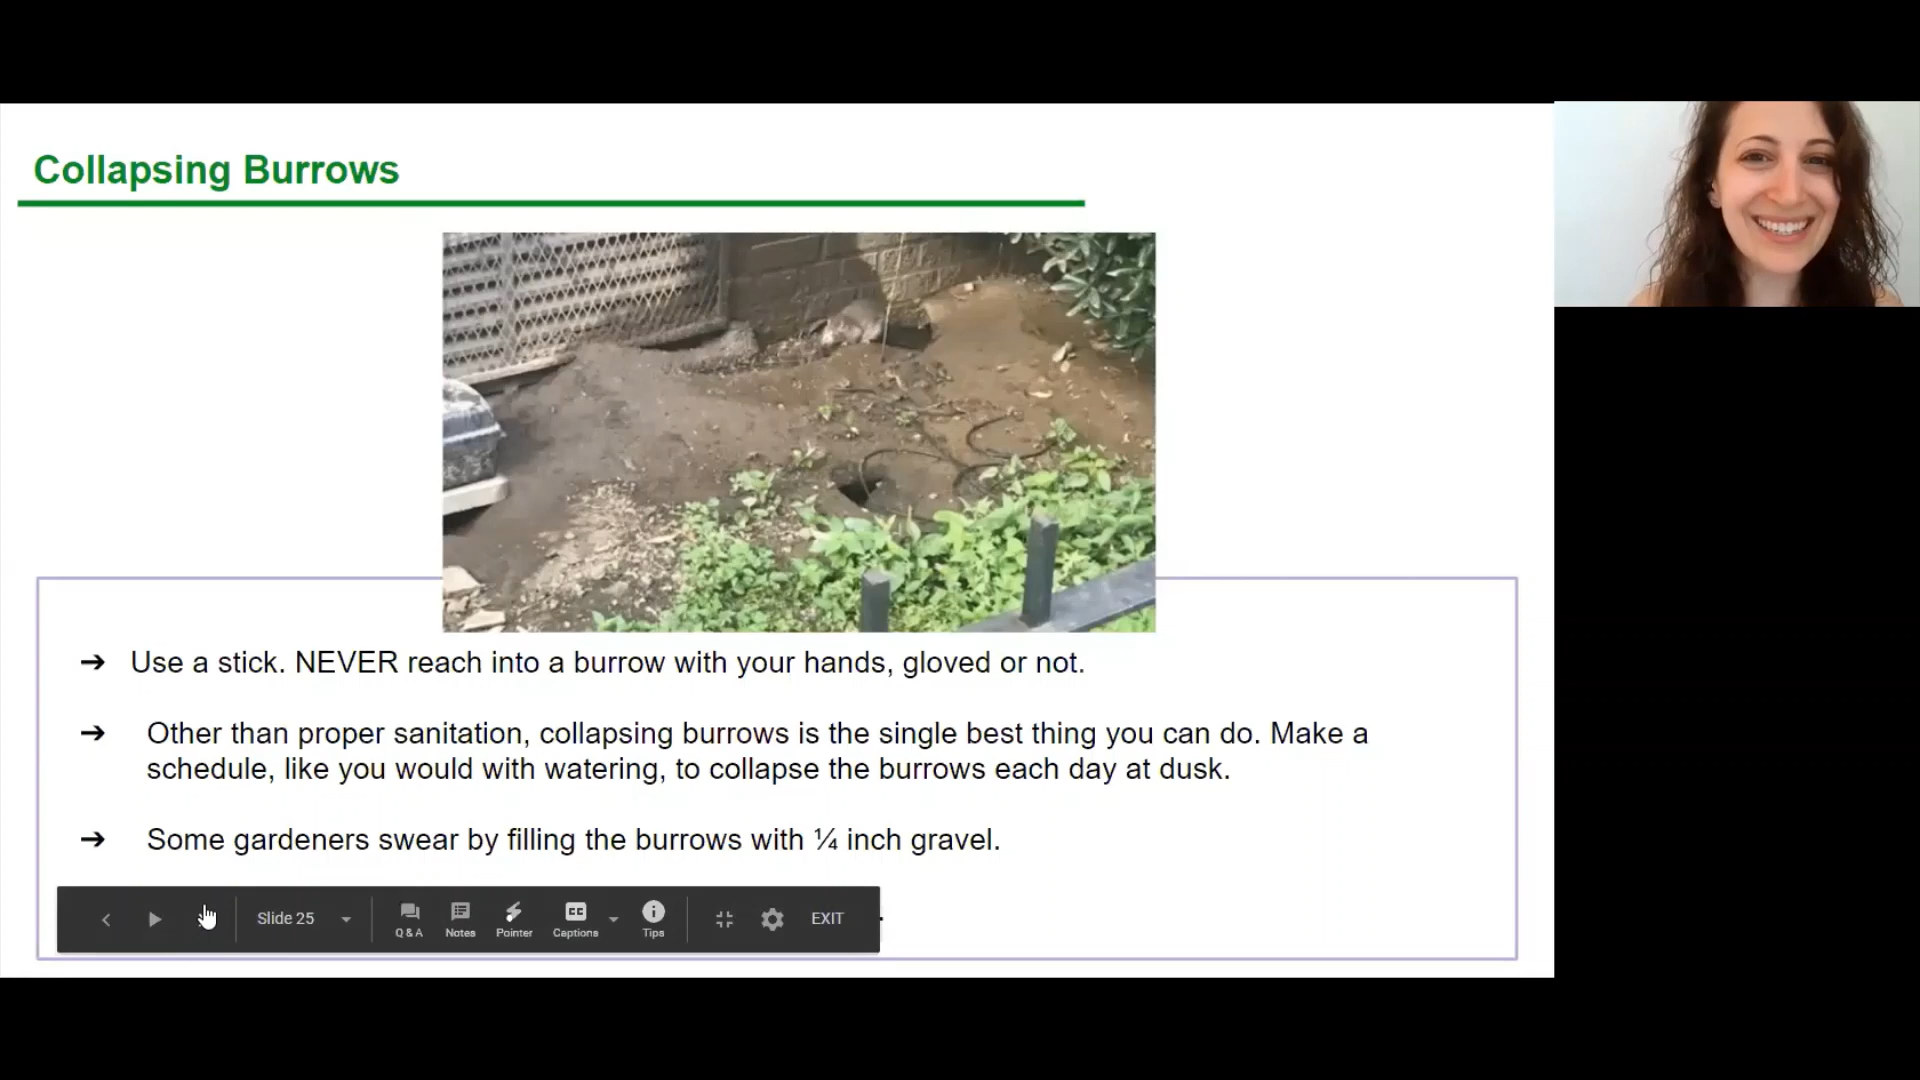 Collapsing Burrows
➔ Use a stick. NEVER reach into a burrow with your hands, gloved or not.
➔ Other than proper sanitation, collapsing burrows is the single best thing you can do. Make a
schedule, like you would with watering, to collapse the burrows each day at dusk.
➔ Some gardeners swear by filling the burrows with ¼ inch gravel.
Slide 25 Q & A Notes Pointer Captions Tips EXIT